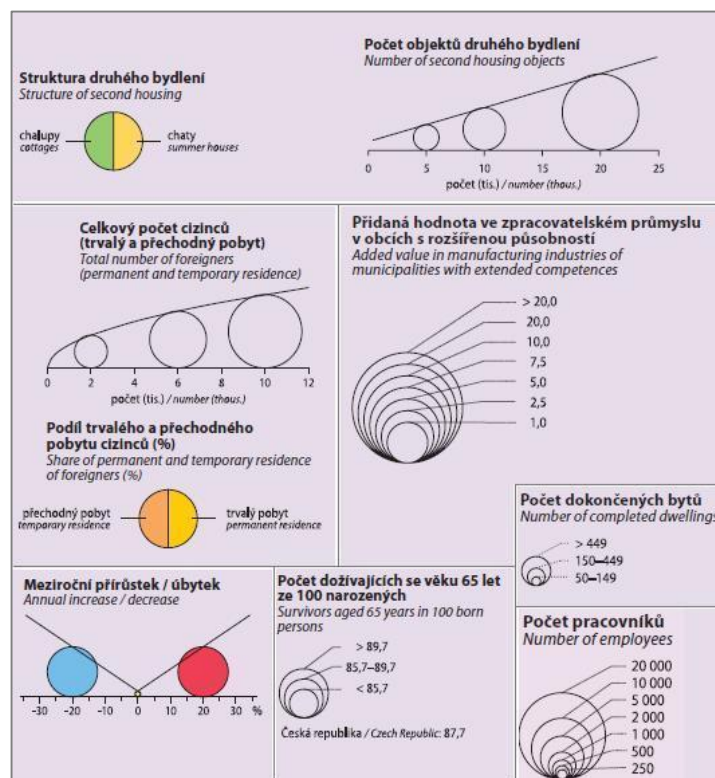 Struktura druhého bydlení
Structure of second housing
chalupy
cottages
chaty
summer houses
Počet objektů druhého bydlení
Number of second housing objects
0 5 10 15 20 25
počet (tis.) / number (thous.)
Celkový počet cizinců
(trvalý a přechodný pobyt)
Total number of foreigners
(permanent and temporary residence)
0 2 4 6 8 10 12
počet (tis.) / number (thous.)
Podíl trvalého a přechodného
pobytu cizinců (%)
Share of permanent and temporary residence
of foreigners (%)
přechodný pobyt
temporary residence
trvalý pobyt
permanent residence
Přidaná hodnota ve zpracovatelském průmyslu
v obcích s rozšířenou působností
Added value in manufacturing industries of
municipalities with extended competences
> 20,0
20,0
10,0
7,5
5,0
2,5
1,0
Počet dokončených bytů
Number of completed dwellings
> 449
150–449
50–149
Meziroční přírůstek / úbytek
Annual increase / decrease
-30 -20 -10 0 10 20 30 %
Počet dožívajících se věku 65 let
ze 100 narozených
Survivors aged 65 years in 100 born
persons
> 89,7
85,7–89,7
< 85,7
Česká republika / Czech Republic: 87,7
Počet pracovníků
Number of employees
20 000
10 000
5 000
2 000
1 000
500
250